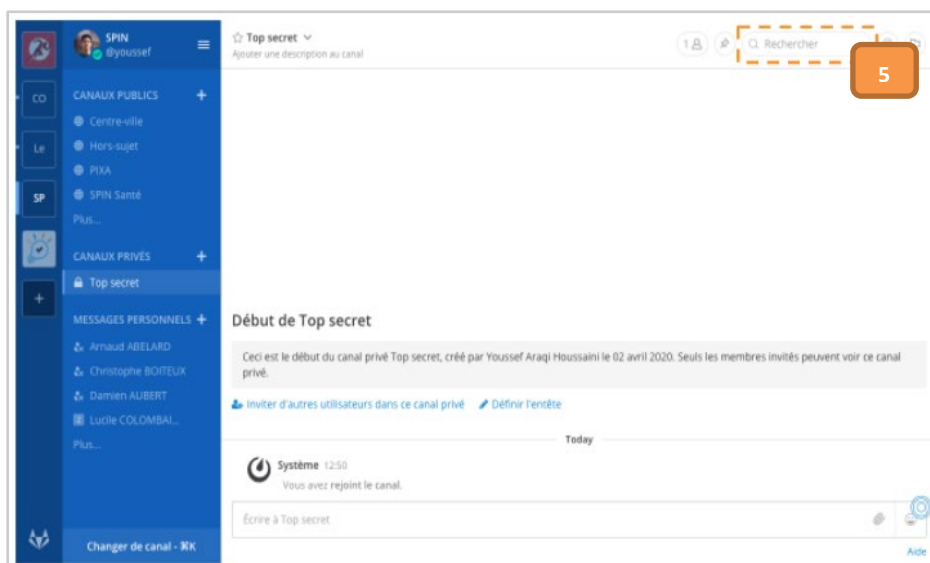 SPIN
@youssef
CO
Le
SP
+
CANAUX PUBLICS +
Centre-ville
Hors-sujet
PIXA
SPIN Santé
Plus...
CANAUX PRIVÉS +
Top secret
MESSAGES PERSONNELS +
Arnaud ABELARD
Christophe BOITEUX
Damien AUBERT
Lucile COLOMBAI...
Plus...
Changer de canal - ⌘K
Top secret
Ajouter une description au canal
1
Rechercher
5
Début de Top secret
Ceci est le début du canal privé Top secret, créé par Youssef Araqi Houssaini le 02 avril 2020. Seuls les membres invités peuvent voir ce canal
privé.
Inviter d'autres utilisateurs dans ce canal privé Définir l'entête
Today
Système 12:50
Vous avez rejoint le canal.
Écrire à Top secret
Aide